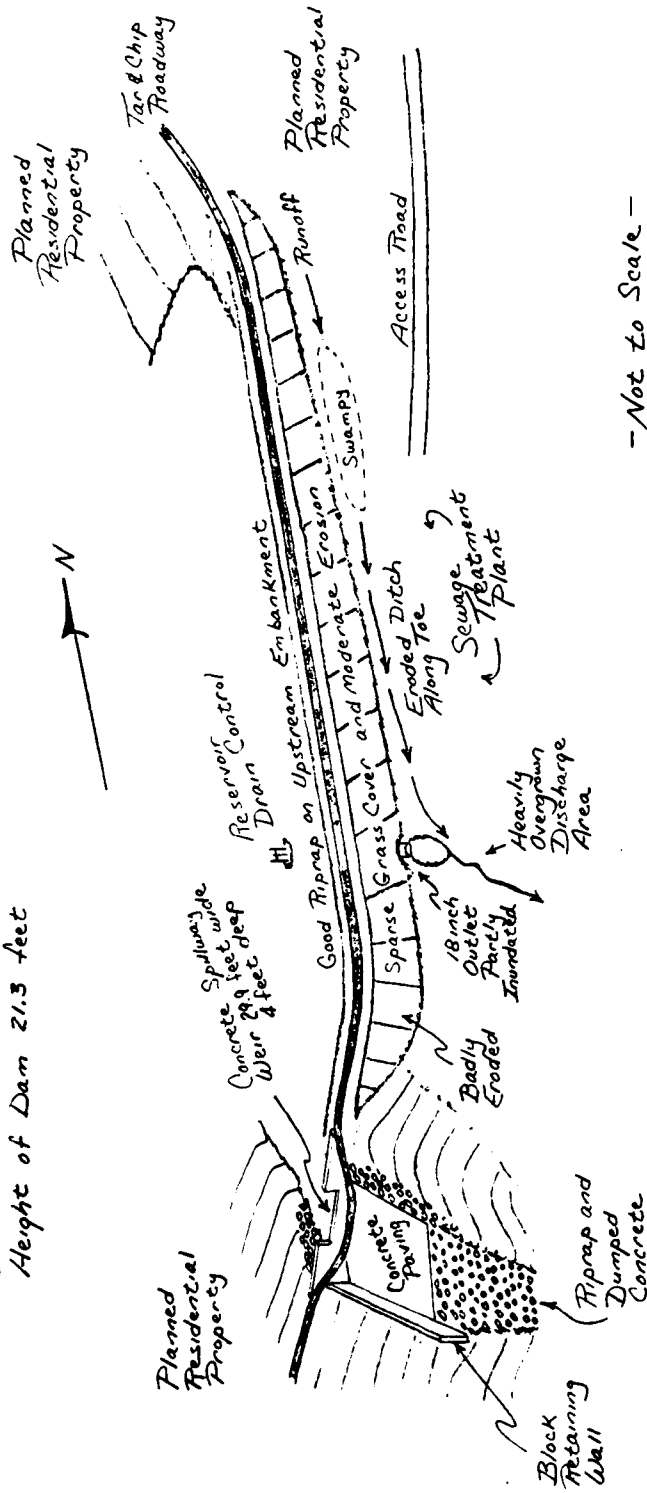 Height of Dam 21.3 feet
Planned
Residential
Property
Concrete Spillway
Weir 29.9 feet wide
4 feet deep
Reservoir
Drain Control
N
Planned
Residential
Property
Tar & Chip
Roadway
Good Riprap on Upstream Embankment
Sparse Grass Cover and Moderate Erosion
Concrete
Paving
Badly
Eroded
18 inch
Outlet
Partly
Inundated
Heavily
Overgrown
Discharge
Area
Eroded Ditch
Along Toe
Swampy
Runoff
Planned
Residential
Property
Sewage
Treatment
Plant
Access Road
Block
Retaining
Wall
Riprap and
Dumped
Concrete
- Not to Scale -